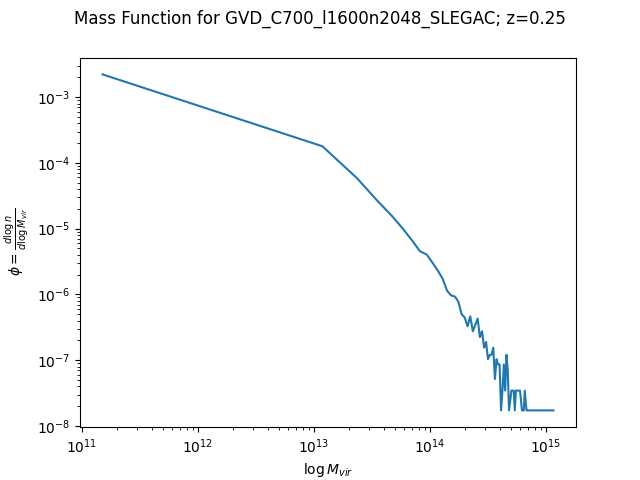 Mass Function for GVD_C700_l1600n2048_SLEGAC; z=0.25
10⁻³
10⁻⁴
10⁻⁵
10⁻⁶
10⁻⁷
10⁻⁸
ϕ = d log n / d log M_vir
10¹¹ 10¹² 10¹³ 10¹⁴ 10¹⁵
log M_vir